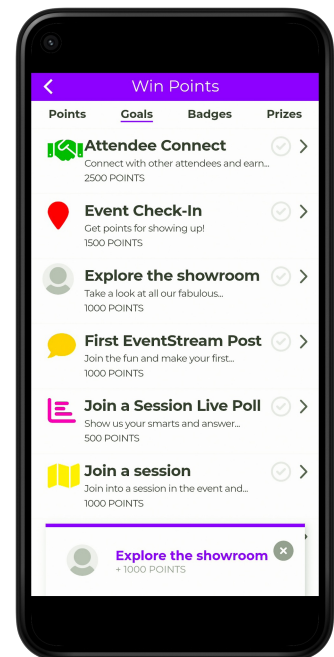 Win Points
Points Goals Badges Prizes
Attendee Connect
Connect with other attendees and earn...
2500 POINTS
Event Check-In
Get points for showing up!
1500 POINTS
Explore the showroom
Take a look at all our fabulous...
1000 POINTS
First EventStream Post
Join the fun and make your first...
1000 POINTS
Join a Session Live Poll
Show us your smarts and answer...
500 POINTS
Join a session
Join into a session in the event and...
1000 POINTS
Explore the showroom
+ 1000 POINTS